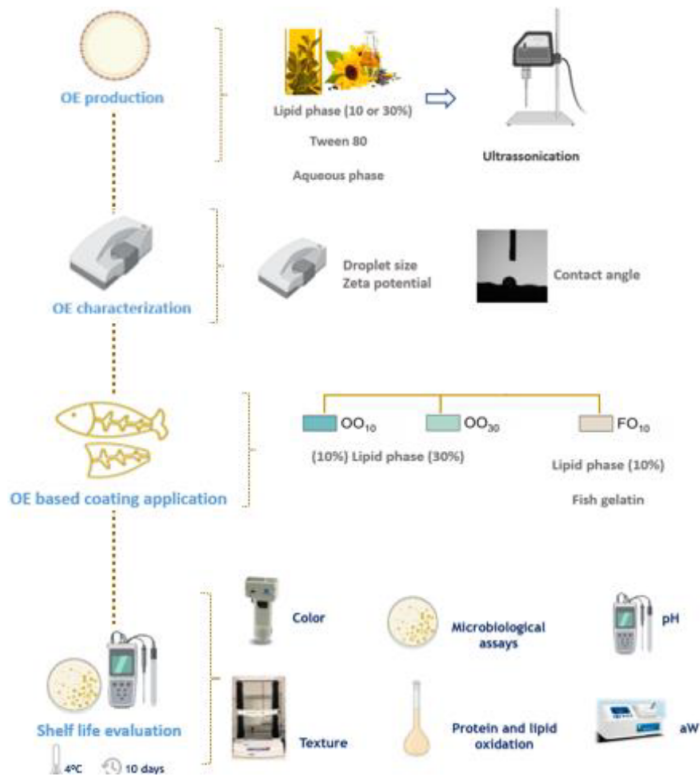 OE production
Lipid phase (10 or 30%)
Tween 80
Aqueous phase
Ultrassonication
OE characterization
Droplet size
Zeta potential
Contact angle
OE based coating application
OO₁₀
OO₃₀
FO₁₀
(10%) Lipid phase (30%)
Lipid phase (10%)
Fish gelatin
Shelf life evaluation
4ºC
10 days
Color
Microbiological
assays
pH
Texture
Protein and lipid
oxidation
aW